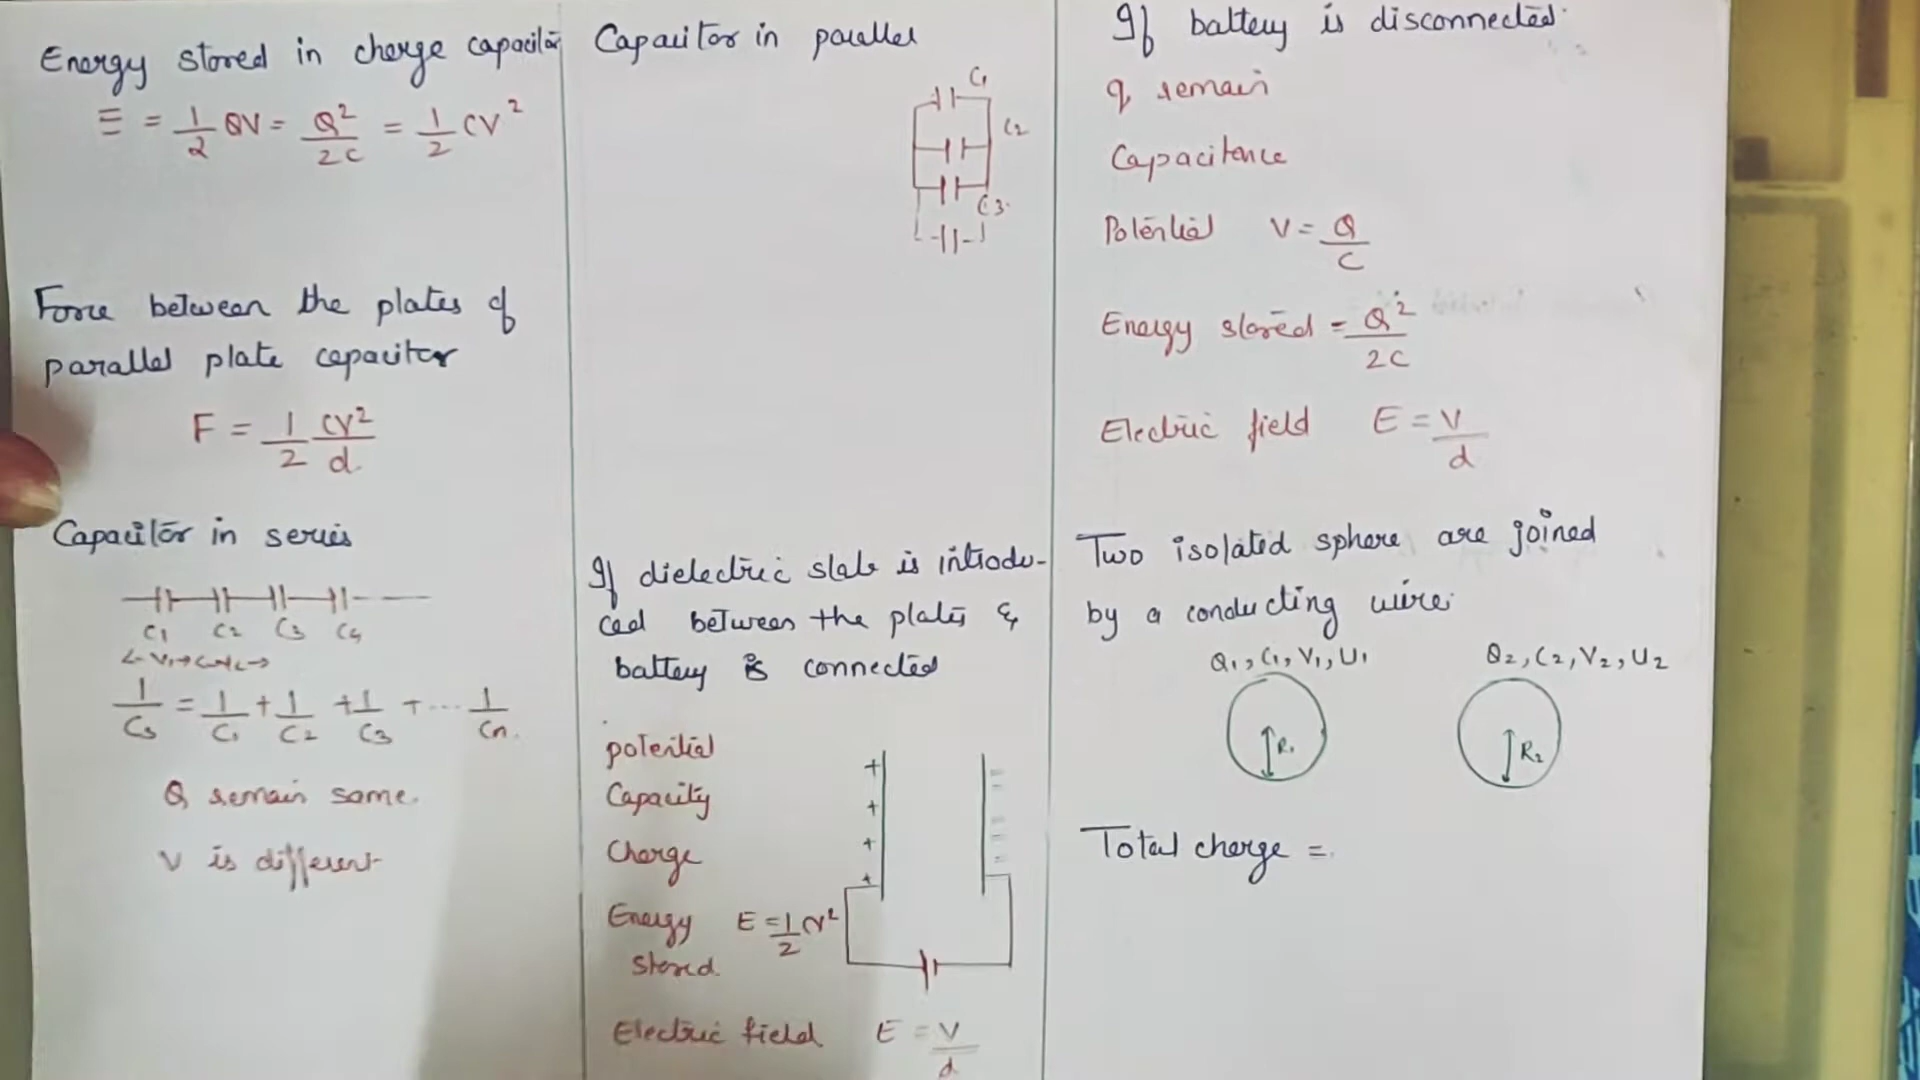 Energy stored in charge capacitor
E = 1/2 QV = Q²/2C = 1/2 CV²
Force between the plates of
parallel plate capacitor
F = 1/2 CV²/d
Capacitor in series
C1 C2 C3 C4
1/Cs = 1/C1 + 1/C2 + 1/C3 + ... 1/Cn.
Q remain same.
V is different
Capacitor in parallel
C1
C2
C3
If dielectric slab is introdu-
ced between the plates &
battery is connected
potential
Capacity
Charge
Energy E = 1/2 CV²
stored.
Electric field E = V/d
If battery is disconnected
q remain
Capacitence
Potential V = Q/C
Energy stored = Q²/2C
Electric field E = V/d
Two isolated sphere are joined
by a conducting wire
Q1, C1, V1, U1 Q2, C2, V2, U2
R1 R2
Total charge =